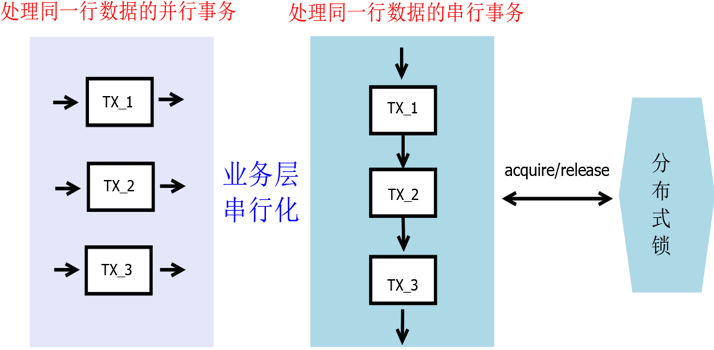 处理同一行数据的并行事务
处理同一行数据的串行事务
TX_1
TX_2
TX_3
业务层
串行化
TX_1
TX_2
TX_3
acquire/release
分
布
式
锁